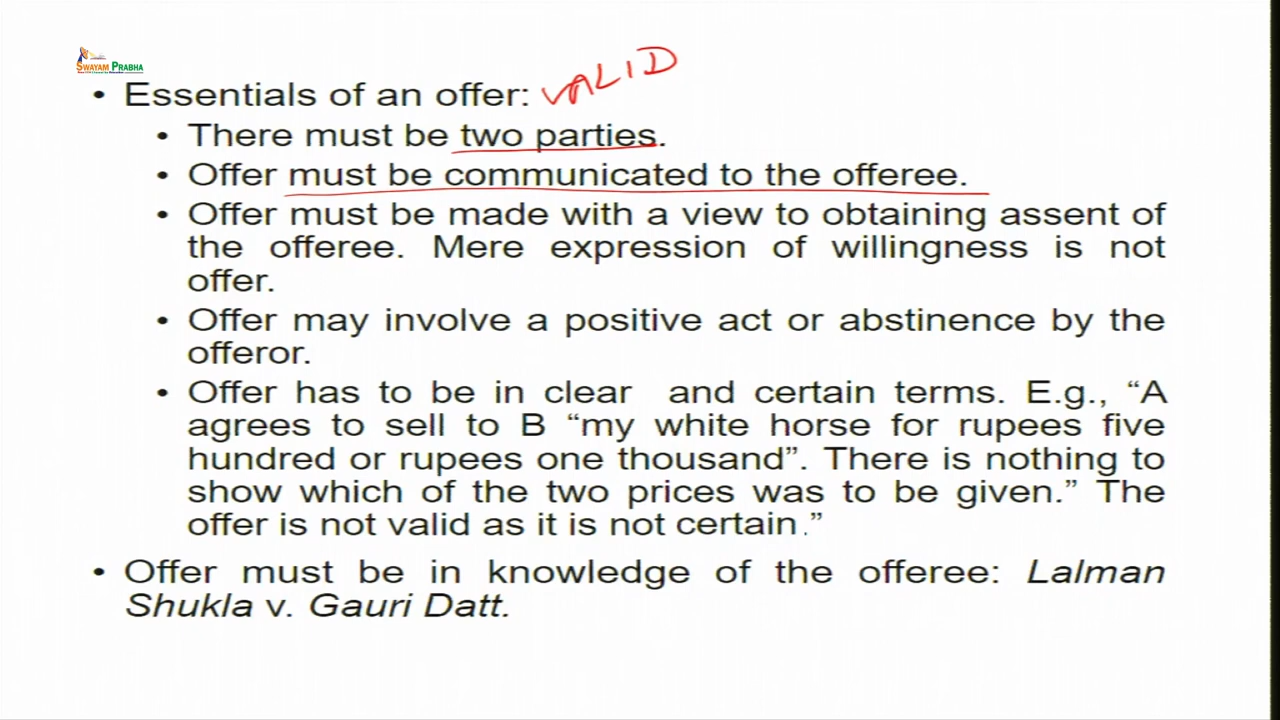 SWAYAM PRABHA
• Essentials of an offer: VALID
• There must be two parties.
• Offer must be communicated to the offeree.
• Offer must be made with a view to obtaining assent of
the offeree. Mere expression of willingness is not
offer.
• Offer may involve a positive act or abstinence by the
offeror.
• Offer has to be in clear and certain terms. E.g., “A
agrees to sell to B “my white horse for rupees five
hundred or rupees one thousand”. There is nothing to
show which of the two prices was to be given.” The
offer is not valid as it is not certain.”
• Offer must be in knowledge of the offeree: Lalman
Shukla v. Gauri Datt.